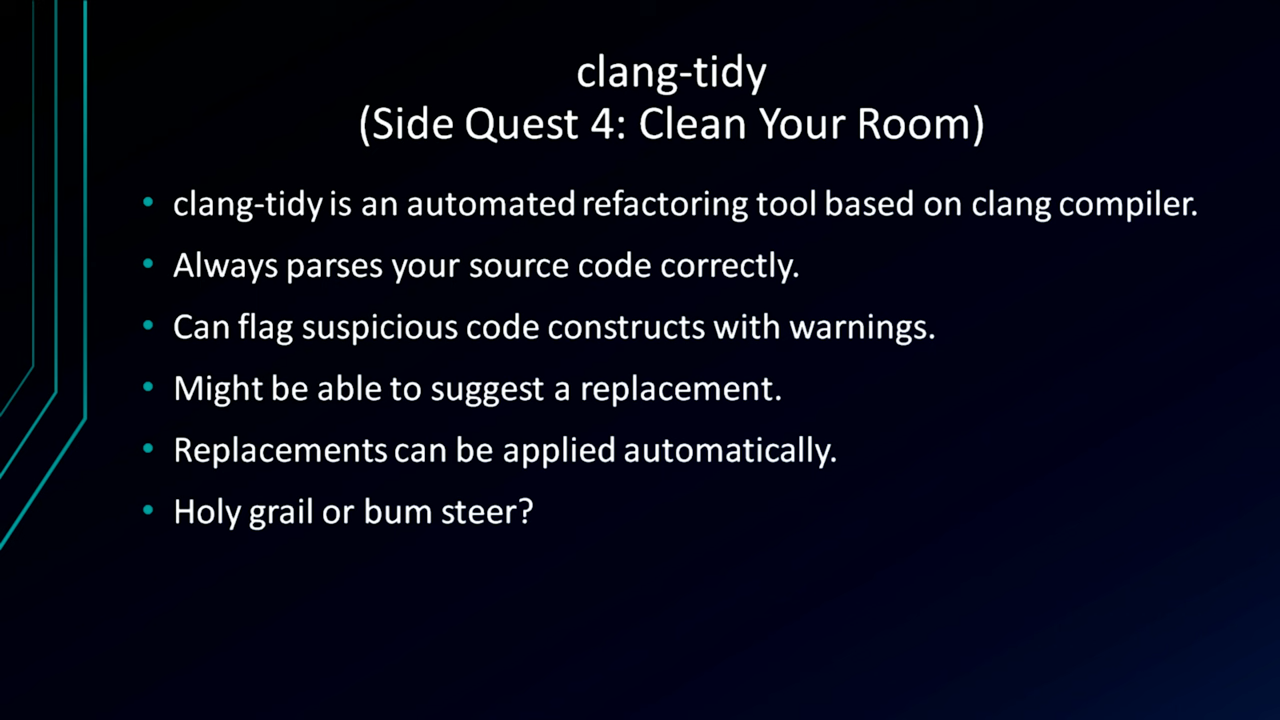 clang-tidy
(Side Quest 4: Clean Your Room)
• clang-tidy is an automated refactoring tool based on clang compiler.
• Always parses your source code correctly.
• Can flag suspicious code constructs with warnings.
• Might be able to suggest a replacement.
• Replacements can be applied automatically.
• Holy grail or bum steer?